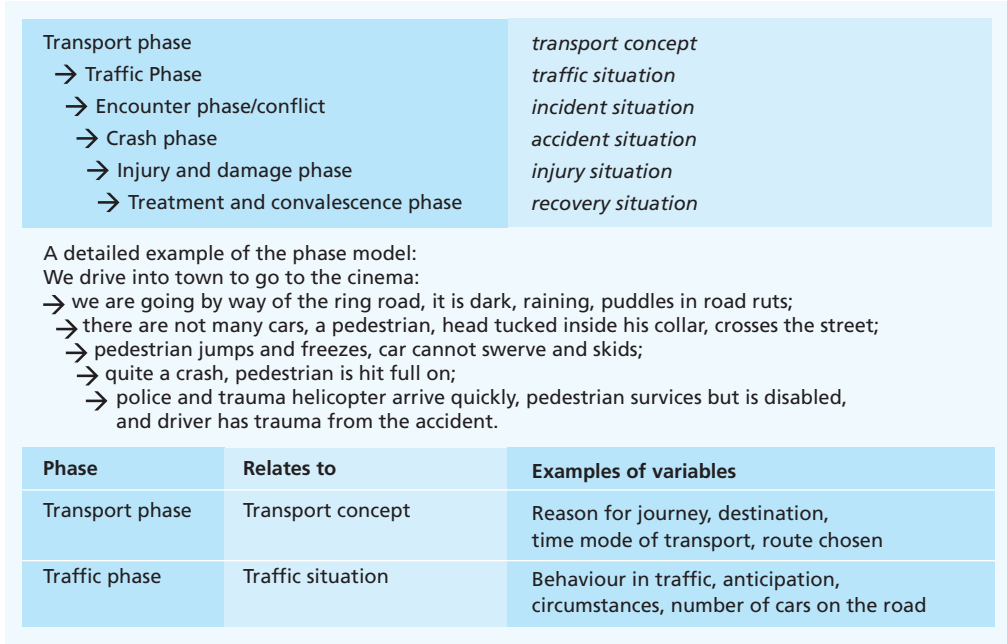 Transport phase transport concept
→ Traffic Phase traffic situation
→ Encounter phase/conflict incident situation
→ Crash phase accident situation
→ Injury and damage phase injury situation
→ Treatment and convalescence phase recovery situation
A detailed example of the phase model:
We drive into town to go to the cinema:
→ we are going by way of the ring road, it is dark, raining, puddles in road ruts;
→ there are not many cars, a pedestrian, head tucked inside his collar, crosses the street;
→ pedestrian jumps and freezes, car cannot swerve and skids;
→ quite a crash, pedestrian is hit full on;
→ police and trauma helicopter arrive quickly, pedestrian survices but is disabled,
and driver has trauma from the accident.
Phase Relates to Examples of variables
Transport phase Transport concept Reason for journey, destination,
time mode of transport, route chosen
Traffic phase Traffic situation Behaviour in traffic, anticipation,
circumstances, number of cars on the road